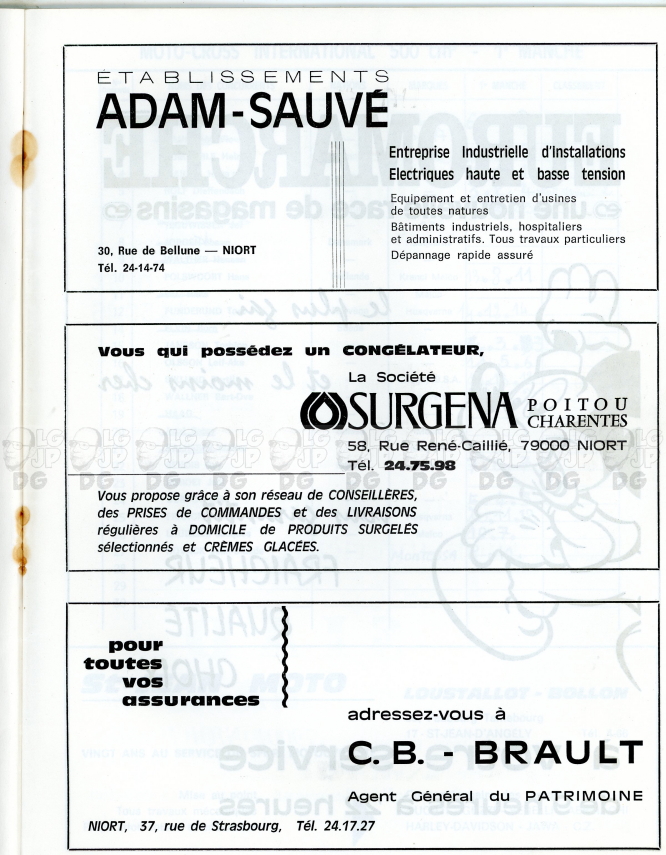 ÉTABLISSEMENTS
ADAM-SAUVÉ
Entreprise Industrielle d'Installations
Electriques haute et basse tension
Equipement et entretien d'usines
de toutes natures
Bâtiments industriels, hospitaliers
et administratifs. Tous travaux particuliers
Dépannage rapide assuré
30, Rue de Bellune — NIORT
Tél. 24-14-74
Vous qui possédez un CONGÉLATEUR,
La Société
SURGENA POITOU
CHARENTES
58, Rue René-Caillié, 79000 NIORT
Tél. 24.75.98
Vous propose grâce à son réseau de CONSEILLÈRES,
des PRISES de COMMANDES et des LIVRAISONS
régulières à DOMICILE de PRODUITS SURGELÉS
sélectionnés et CRÈMES GLACÉES.
pour
toutes
vos
assurances
adressez-vous à
C. B. - BRAULT
Agent Général du PATRIMOINE
NIORT, 37, rue de Strasbourg, Tél. 24.17.27